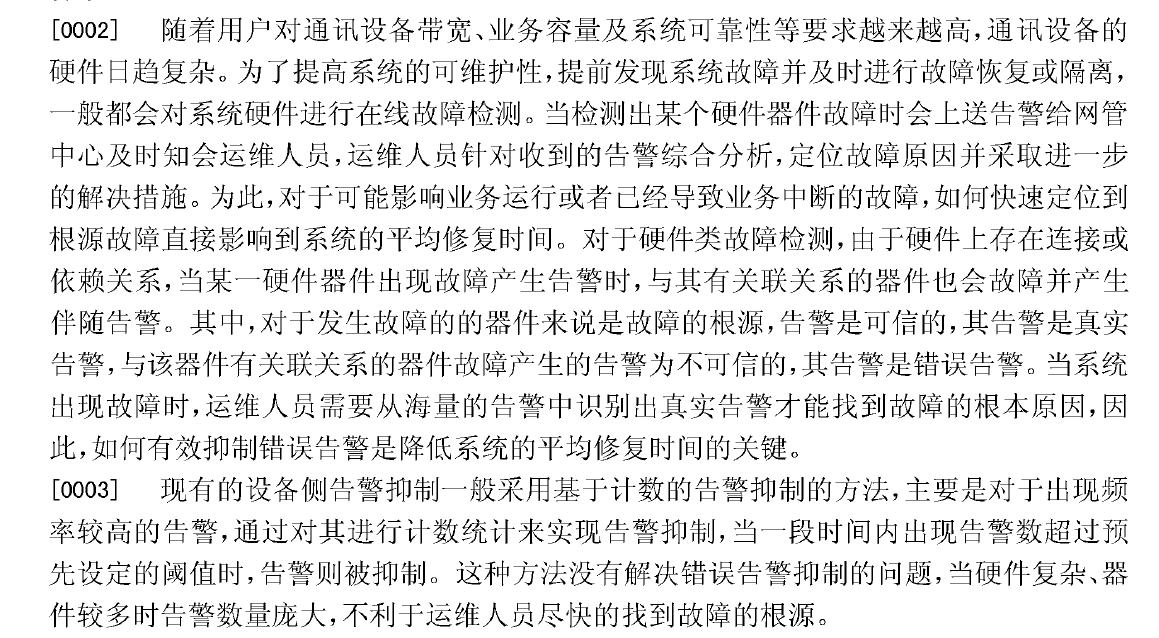 [0002] 随着用户对通讯设备带宽、业务容量及系统可靠性等要求越来越高,通讯设备的
硬件日趋复杂。为了提高系统的可维护性,提前发现系统故障并及时进行故障恢复或隔离,
一般都会对系统硬件进行在线故障检测。当检测出某个硬件器件故障时会上送告警给网管
中心及时知会运维人员,运维人员针对收到的告警综合分析,定位故障原因并采取进一步
的解决措施。为此,对于可能影响业务运行或者已经导致业务中断的故障,如何快速定位到
根源故障直接影响到系统的平均修复时间。对于硬件类故障检测,由于硬件上存在连接或
依赖关系,当某一硬件器件出现故障产生告警时,与其有关联关系的器件也会故障并产生
伴随告警。其中,对于发生故障的的器件来说是故障的根源,告警是可信的,其告警是真实
告警,与该器件有关联关系的器件故障产生的告警为不可信的,其告警是错误告警。当系统
出现故障时,运维人员需要从海量的告警中识别出真实告警才能找到故障的根本原因,因
此,如何有效抑制错误告警是降低系统的平均修复时间的关键。
[0003] 现有的设备侧告警抑制一般采用基于计数的告警抑制的方法,主要是对于出现频
率较高的告警,通过对其进行计数统计来实现告警抑制,当一段时间内出现告警数超过预
先设定的阈值时,告警则被抑制。这种方法没有解决错误告警抑制的问题,当硬件复杂、器
件较多时告警数量庞大,不利于运维人员尽快的找到故障的根源。